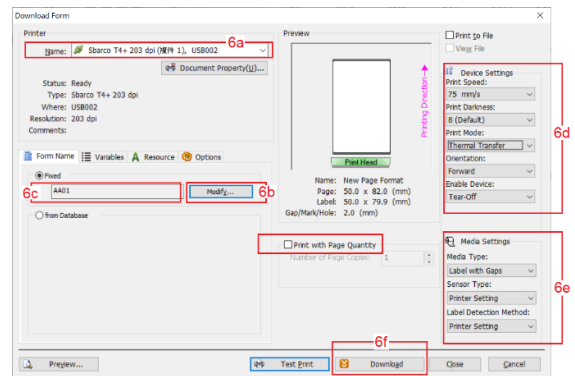 Download Form
Printer
Name: Sbarco T4+ 203 dpi (複件 1), USB002
6a
Document Property(U)...
Status: Ready
Type: Sbarco T4+ 203 dpi
Where: USB002
Resolution: 203 dpi
Comments:
Form Name
Variables
Resource
Options
Fixed
6c
AA01
Modify...
6b
from Database
Preview
Printing Direction→
Print Head
Name: New Page Format
Page: 50.0 x 82.0 (mm)
Label: 50.0 x 79.9 (mm)
Gap/Mark/Hole: 2.0 (mm)
Print with Page Quantity
Number of Page Copies: 1
Print to File
View File
Device Settings
Print Speed:
75 mm/s
Print Darkness:
8 (Default)
Print Mode:
Thermal Transfer
Orientation:
Forward
Enable Device:
Tear-Off
6d
Media Settings
Media Type:
Label with Gaps
Sensor Type:
Printer Setting
Label Detection Method:
Printer Setting
6e
6f
Preview...
Test Print
Download
Close
Cancel